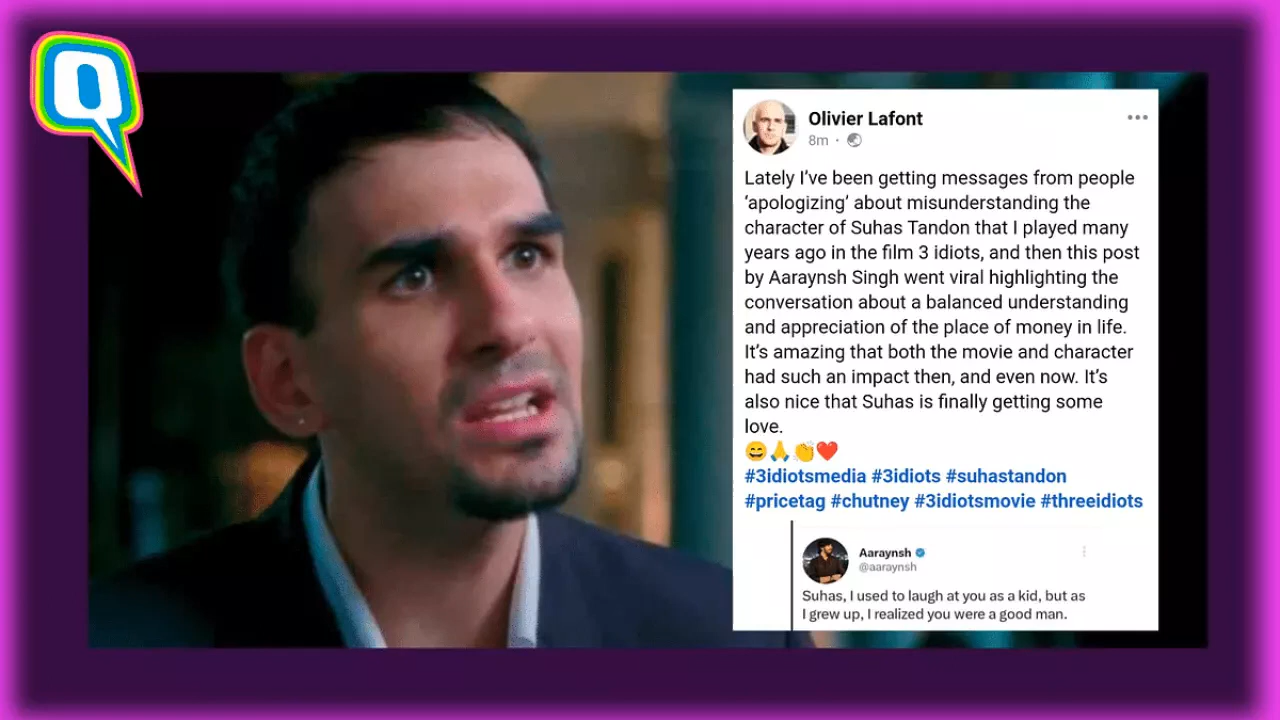 Q
Olivier Lafont
8m ·
Lately I’ve been getting messages from people
‘apologizing’ about misunderstanding the
character of Suhas Tandon that I played many
years ago in the film 3 idiots, and then this post
by Aaraynsh Singh went viral highlighting the
conversation about a balanced understanding
and appreciation of the place of money in life.
It’s amazing that both the movie and character
had such an impact then, and even now. It’s
also nice that Suhas is finally getting some
love.
😄🙏👏❤️
#3idiotsmedia #3idiots #suhastandon
#pricetag #chutney #3idiotsmovie #threeidiots
Aaraynsh
@aaraynsh
Suhas, I used to laugh at you as a kid, but as
I grew up, I realized you were a good man.